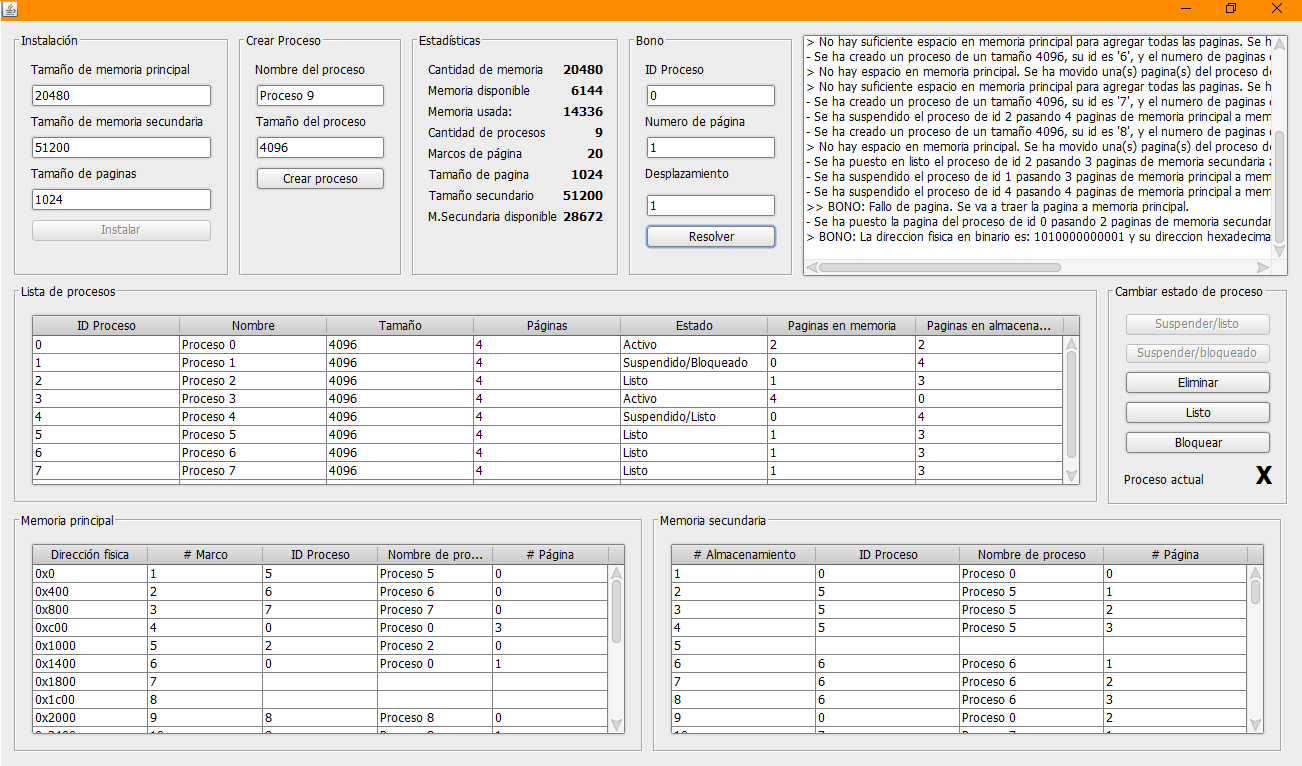 Instalación
Tamaño de memoria principal
20480
Tamaño de memoria secundaria
51200
Tamaño de paginas
1024
Instalar
Crear Proceso
Nombre del proceso
Proceso 9
Tamaño del proceso
4096
Crear proceso
Estadísticas
Cantidad de memoria 20480
Memoria disponible 6144
Memoria usada: 14336
Cantidad de procesos 9
Marcos de página 20
Tamaño de pagina 1024
Tamaño secundario 51200
M.Secundaria disponible 28672
Bono
ID Proceso
0
Numero de página
1
Desplazamiento
1
Resolver
> No hay suficiente espacio en memoria principal para agregar todas las paginas. Se h
- Se ha creado un proceso de un tamaño 4096, su id es '6', y el numero de paginas
> No hay espacio en memoria principal. Se ha movido una(s) pagina(s) del proceso de
> No hay suficiente espacio en memoria principal para agregar todas las paginas. Se h
- Se ha creado un proceso de un tamaño 4096, su id es '7', y el numero de paginas
- Se ha suspendido el proceso de id 2 pasando 4 paginas de memoria principal a mem
- Se ha creado un proceso de un tamaño 4096, su id es '8', y el numero de paginas
> No hay espacio en memoria principal. Se ha movido una(s) pagina(s) del proceso de
- Se ha puesto en listo el proceso de id 2 pasando 3 paginas de memoria secundaria a
- Se ha suspendido el proceso de id 1 pasando 3 paginas de memoria principal a mem
- Se ha suspendido el proceso de id 4 pasando 4 paginas de memoria principal a mem
>> BONO: Fallo de pagina. Se va a traer la pagina a memoria principal.
- Se ha puesto la pagina del proceso de id 0 pasando 2 paginas de memoria secundar
> BONO: La direccion fisica en binario es: 1010000000001 y su direccion hexadecima
Lista de procesos
ID Proceso Nombre Tamaño Páginas Estado Paginas en memoria Paginas en almacena...
0 Proceso 0 4096 4 Activo 2 2
1 Proceso 1 4096 4 Suspendido/Bloqueado 0 4
2 Proceso 2 4096 4 Listo 1 3
3 Proceso 3 4096 4 Activo 4 0
4 Proceso 4 4096 4 Suspendido/Listo 0 4
5 Proceso 5 4096 4 Listo 1 3
6 Proceso 6 4096 4 Listo 1 3
7 Proceso 7 4096 4 Listo 1 3
Cambiar estado de proceso
Suspender/listo
Suspender/bloqueado
Eliminar
Listo
Bloquear
Proceso actual X
Memoria principal
Dirección fisica # Marco ID Proceso Nombre de pro... # Página
0x0 1 5 Proceso 5 0
0x400 2 6 Proceso 6 0
0x800 3 7 Proceso 7 0
0xc00 4 0 Proceso 0 3
0x1000 5 2 Proceso 2 0
0x1400 6 0 Proceso 0 1
0x1800 7
0x1c00 8
0x2000 9 8 Proceso 8 0
Memoria secundaria
# Almacenamiento ID Proceso Nombre de proceso # Página
1 0 Proceso 0 0
2 5 Proceso 5 1
3 5 Proceso 5 2
4 5 Proceso 5 3
5
6 6 Proceso 6 1
7 6 Proceso 6 2
8 6 Proceso 6 3
9 0 Proceso 0 2